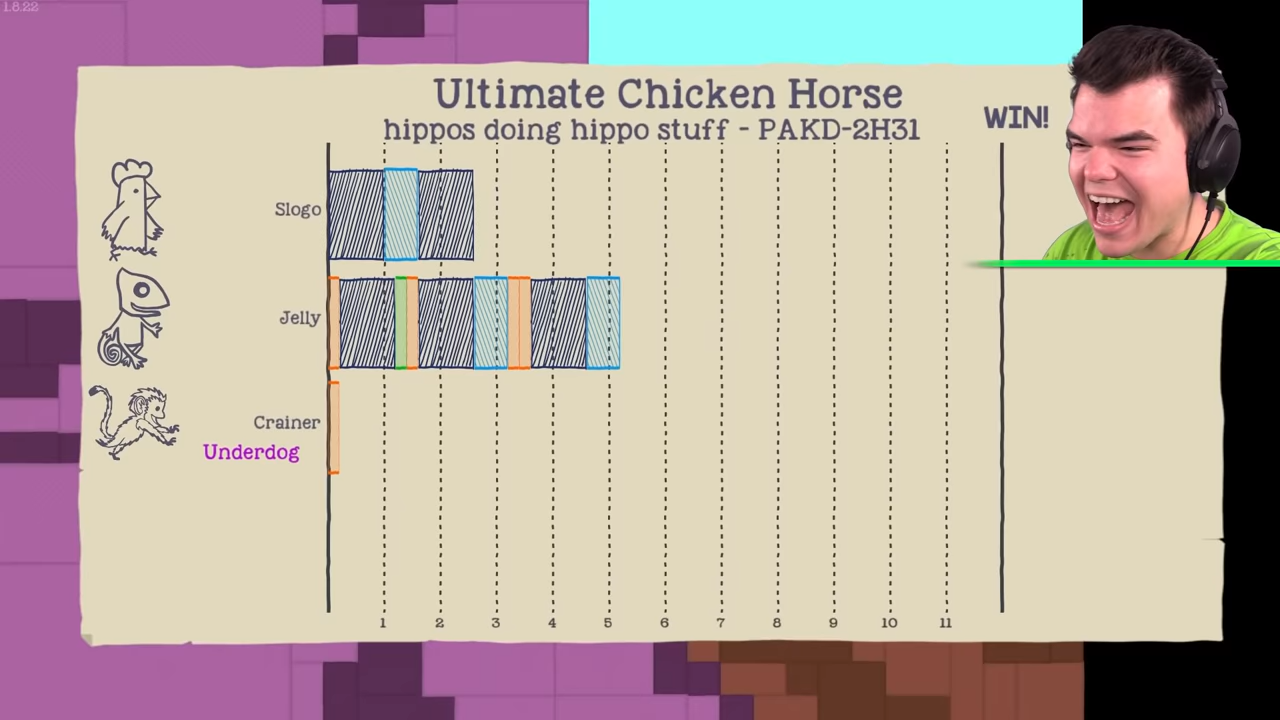 1.8.22
Ultimate Chicken Horse
hippos doing hippo stuff - PAKD-2H31
WIN!
Slogo
Jelly
Crainer
Underdog
1 2 3 4 5 6 7 8 9 10 11